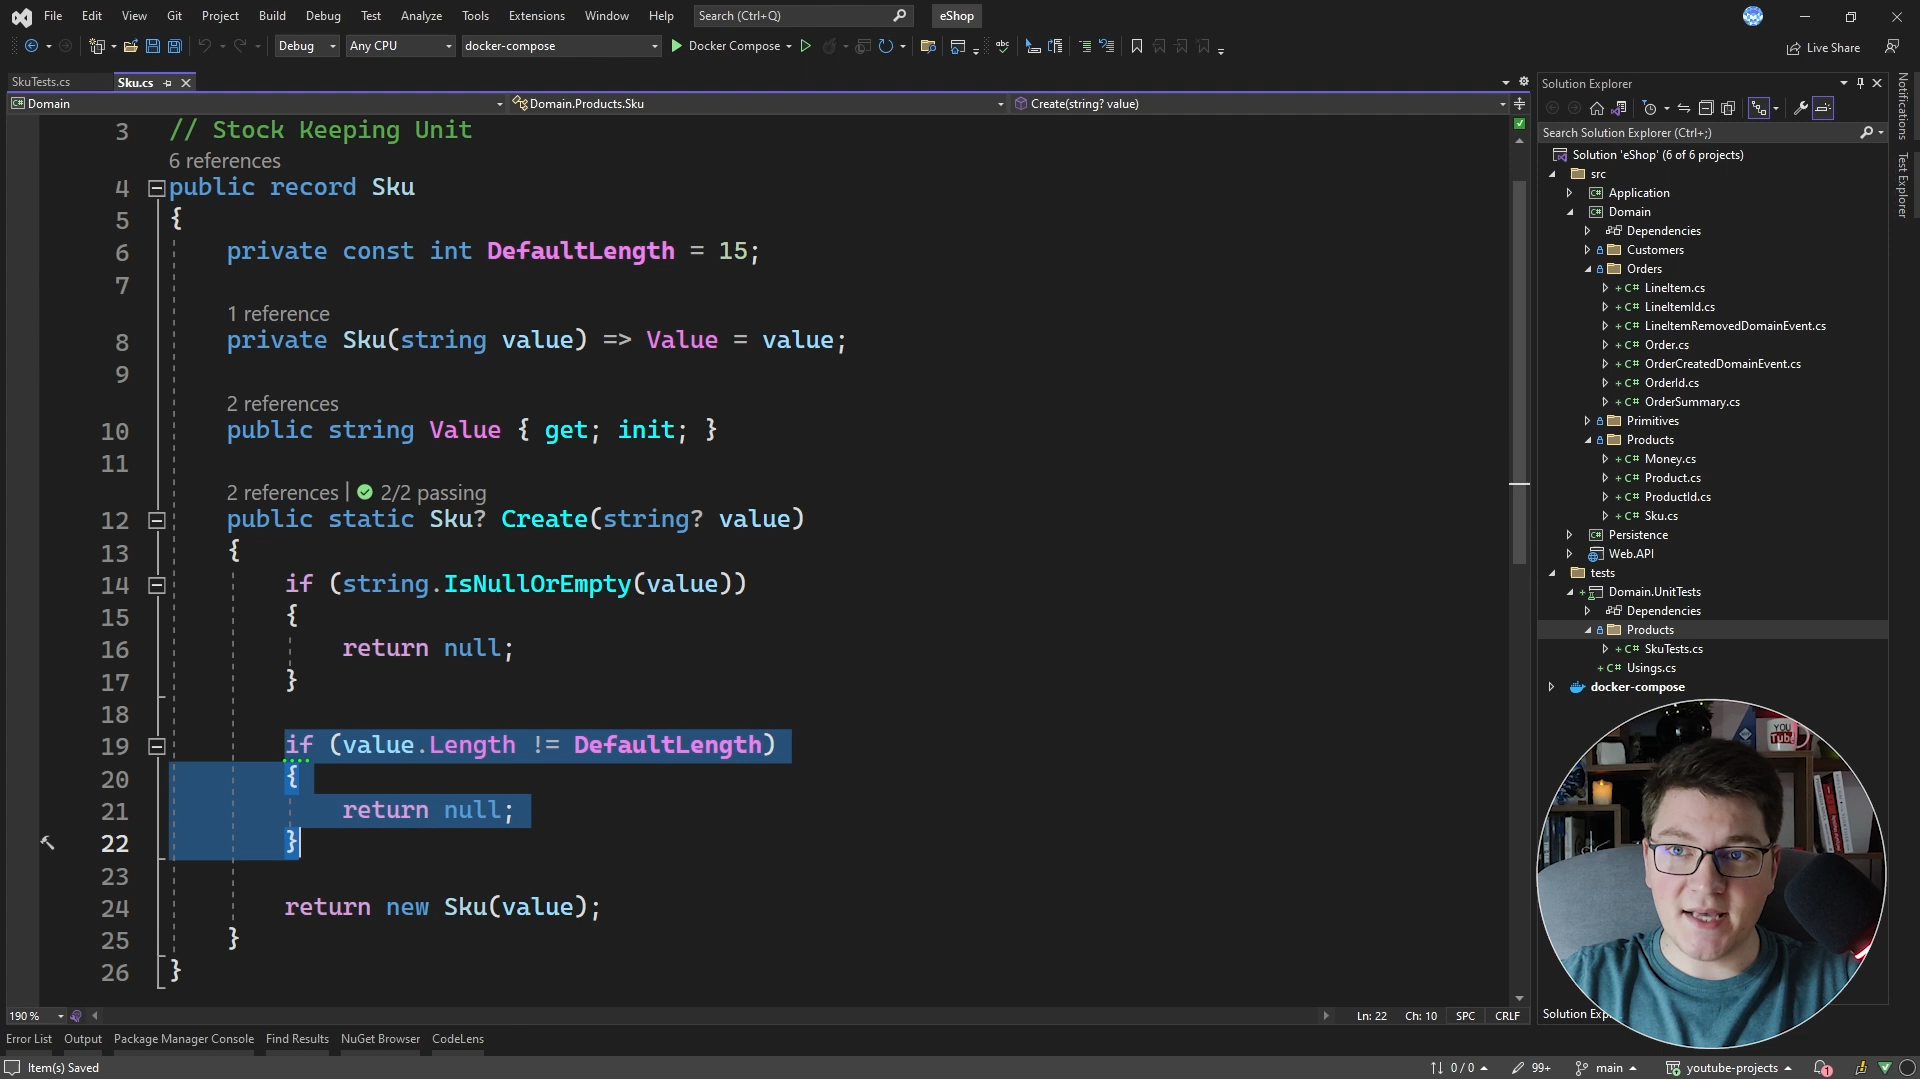 File Edit View Git Project Build Debug Test Analyze Tools Extensions Window Help Search (Ctrl+Q) eShop
Debug Any CPU docker-compose Docker Compose Live Share
SkuTests.cs Sku.cs
Domain Domain.Products.Sku Create(string? value)
3 // Stock Keeping Unit
6 references
4 public record Sku
5 {
6 private const int DefaultLength = 15;
7
1 reference
8 private Sku(string value) => Value = value;
9
2 references
10 public string Value { get; init; }
11
2 references | 2/2 passing
12 public static Sku? Create(string? value)
13 {
14 if (string.IsNullOrEmpty(value))
15 {
16 return null;
17 }
18
19 if (value.Length != DefaultLength)
20 {
21 return null;
22 }
23
24 return new Sku(value);
25 }
26 }
190 % Ln: 22 Ch: 10 SPC CRLF
Error List Output Package Manager Console Find Results NuGet Browser CodeLens
Item(s) Saved 0 / 0 99+ main youtube-projects 1
Solution Explorer
Search Solution Explorer (Ctrl+;)
Solution 'eShop' (6 of 6 projects)
src
Application
Domain
Dependencies
Customers
Orders
C# LineItem.cs
C# LineItemId.cs
C# LineItemRemovedDomainEvent.cs
C# Order.cs
C# OrderCreatedDomainEvent.cs
C# OrderId.cs
C# OrderSummary.cs
Primitives
Products
C# Money.cs
C# Product.cs
C# ProductId.cs
C# Sku.cs
Persistence
Web.API
tests
Domain.UnitTests
Dependencies
Products
C# SkuTests.cs
C# Usings.cs
docker-compose
Solution Exp
Notifications
Test Explorer
YOU
Tube